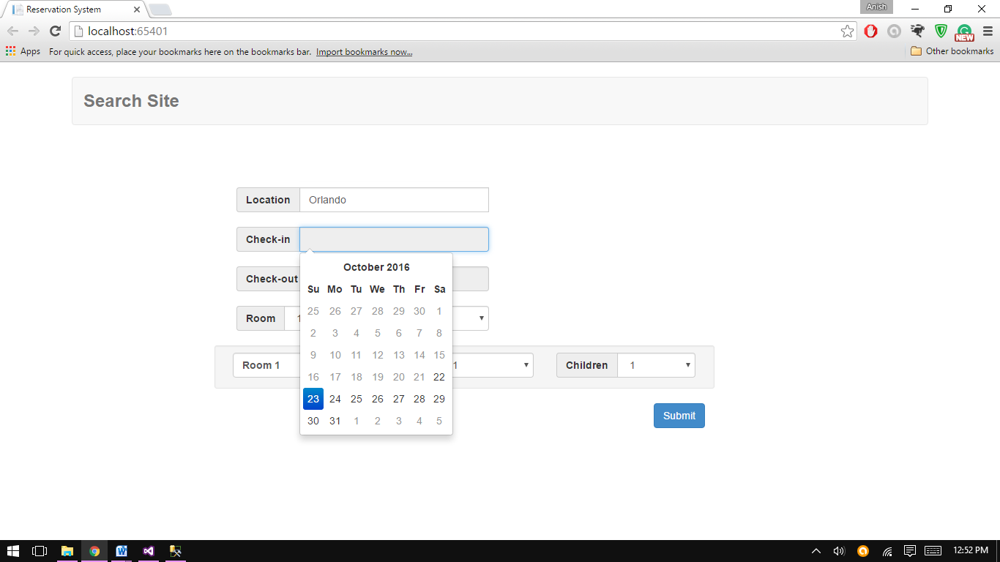 Reservation System
Anish
localhost:65401
NEW
Apps For quick access, place your bookmarks here on the bookmarks bar. Import bookmarks now... Other bookmarks
Search Site
Location Orlando
Check-in
October 2016
Check-out
Su Mo Tu We Th Fr Sa
25 26 27 28 29 30 1
Room 1
2 3 4 5 6 7 8
9 10 11 12 13 14 15
Room 1 1 Children 1
16 17 18 19 20 21 22
23 24 25 26 27 28 29
30 31 1 2 3 4 5
Submit
12:52 PM